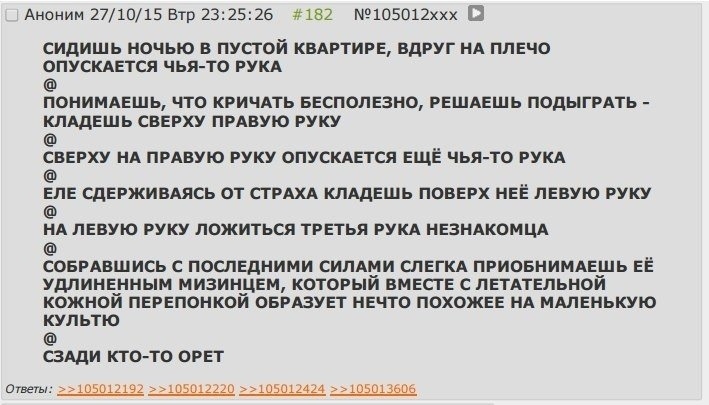 Аноним 27/10/15 Втр 23:25:26 #182 №105012xxx
СИДИШЬ НОЧЬЮ В ПУСТОЙ КВАРТИРЕ, ВДРУГ НА ПЛЕЧО
ОПУСКАЕТСЯ ЧЬЯ-ТО РУКА
@
ПОНИМАЕШЬ, ЧТО КРИЧАТЬ БЕСПОЛЕЗНО, РЕШАЕШЬ ПОДЫГРАТЬ -
КЛАДЕШЬ СВЕРХУ ПРАВУЮ РУКУ
@
СВЕРХУ НА ПРАВУЮ РУКУ ОПУСКАЕТСЯ ЕЩЁ ЧЬЯ-ТО РУКА
@
ЕЛЕ СДЕРЖИВАЯСЬ ОТ СТРАХА КЛАДЕШЬ ПОВЕРХ НЕЁ ЛЕВУЮ РУКУ
@
НА ЛЕВУЮ РУКУ ЛОЖИТЬСЯ ТРЕТЬЯ РУКА НЕЗНАКОМЦА
@
СОБРАВШИСЬ С ПОСЛЕДНИМИ СИЛАМИ СЛЕГКА ПРИОБНИМАЕШЬ ЕЁ
УДЛИНЕННЫМ МИЗИНЦЕМ, КОТОРЫЙ ВМЕСТЕ С ЛЕТАТЕЛЬНОЙ
КОЖНОЙ ПЕРЕПОНКОЙ ОБРАЗУЕТ НЕЧТО ПОХОЖЕЕ НА МАЛЕНЬКУЮ
КУЛЬТЮ
@
СЗАДИ КТО-ТО ОРЕТ
Ответы: >>105012192 >>105012220 >>105012424 >>105013606